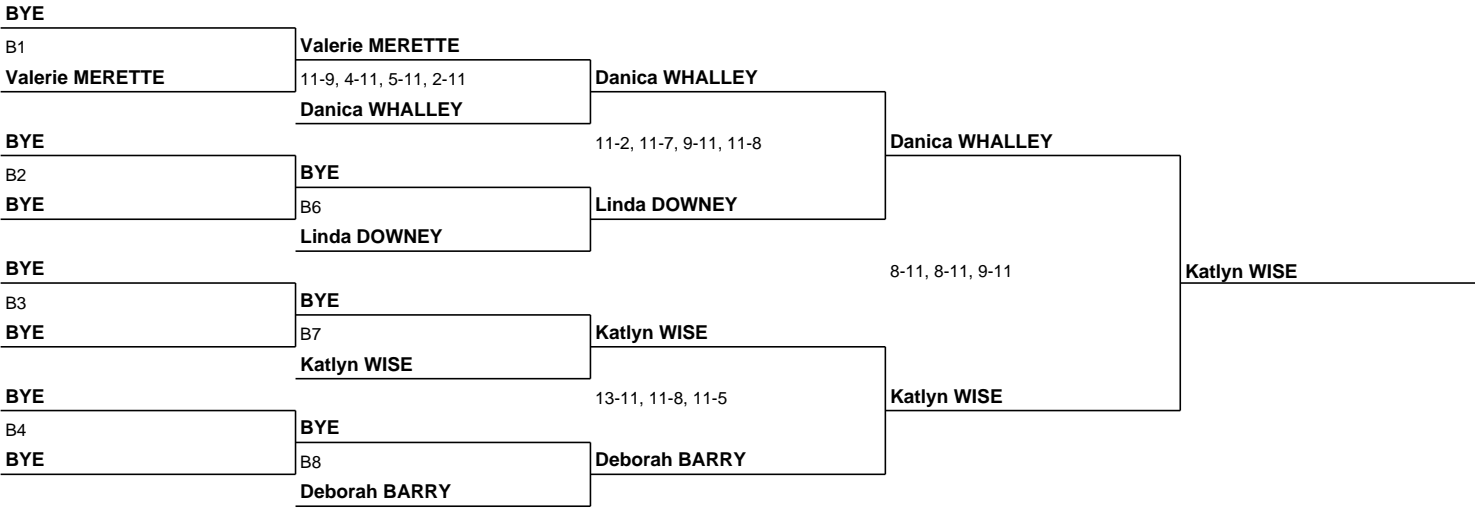 BYE
B1
Valerie MERETTE
Valerie MERETTE
11-9, 4-11, 5-11, 2-11
Danica WHALLEY
Danica WHALLEY
BYE
B2
BYE
BYE
B6
Linda DOWNEY
11-2, 11-7, 9-11, 11-8
Linda DOWNEY
Danica WHALLEY
BYE
B3
BYE
BYE
B7
Katlyn WISE
Katlyn WISE
BYE
B4
BYE
BYE
B8
Deborah BARRY
13-11, 11-8, 11-5
Deborah BARRY
Katlyn WISE
8-11, 8-11, 9-11
Katlyn WISE